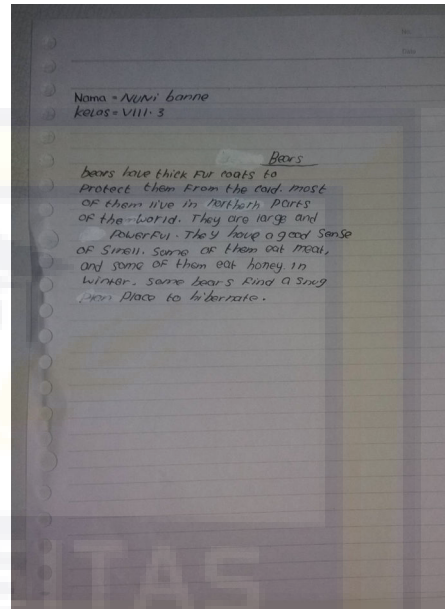 No.
Date
Nama = Nuni banne
kelas = VIII. 3
Bears
bears have thick Fur coats to
Protect them From the cold. most
of them live in northern parts
of the world. They are large and
Powerful. They have a good sense
of smell. some of them eat meat,
and some of them eat honey. in
winter. some bears Find a snug
Place to hibernate.
ITAS